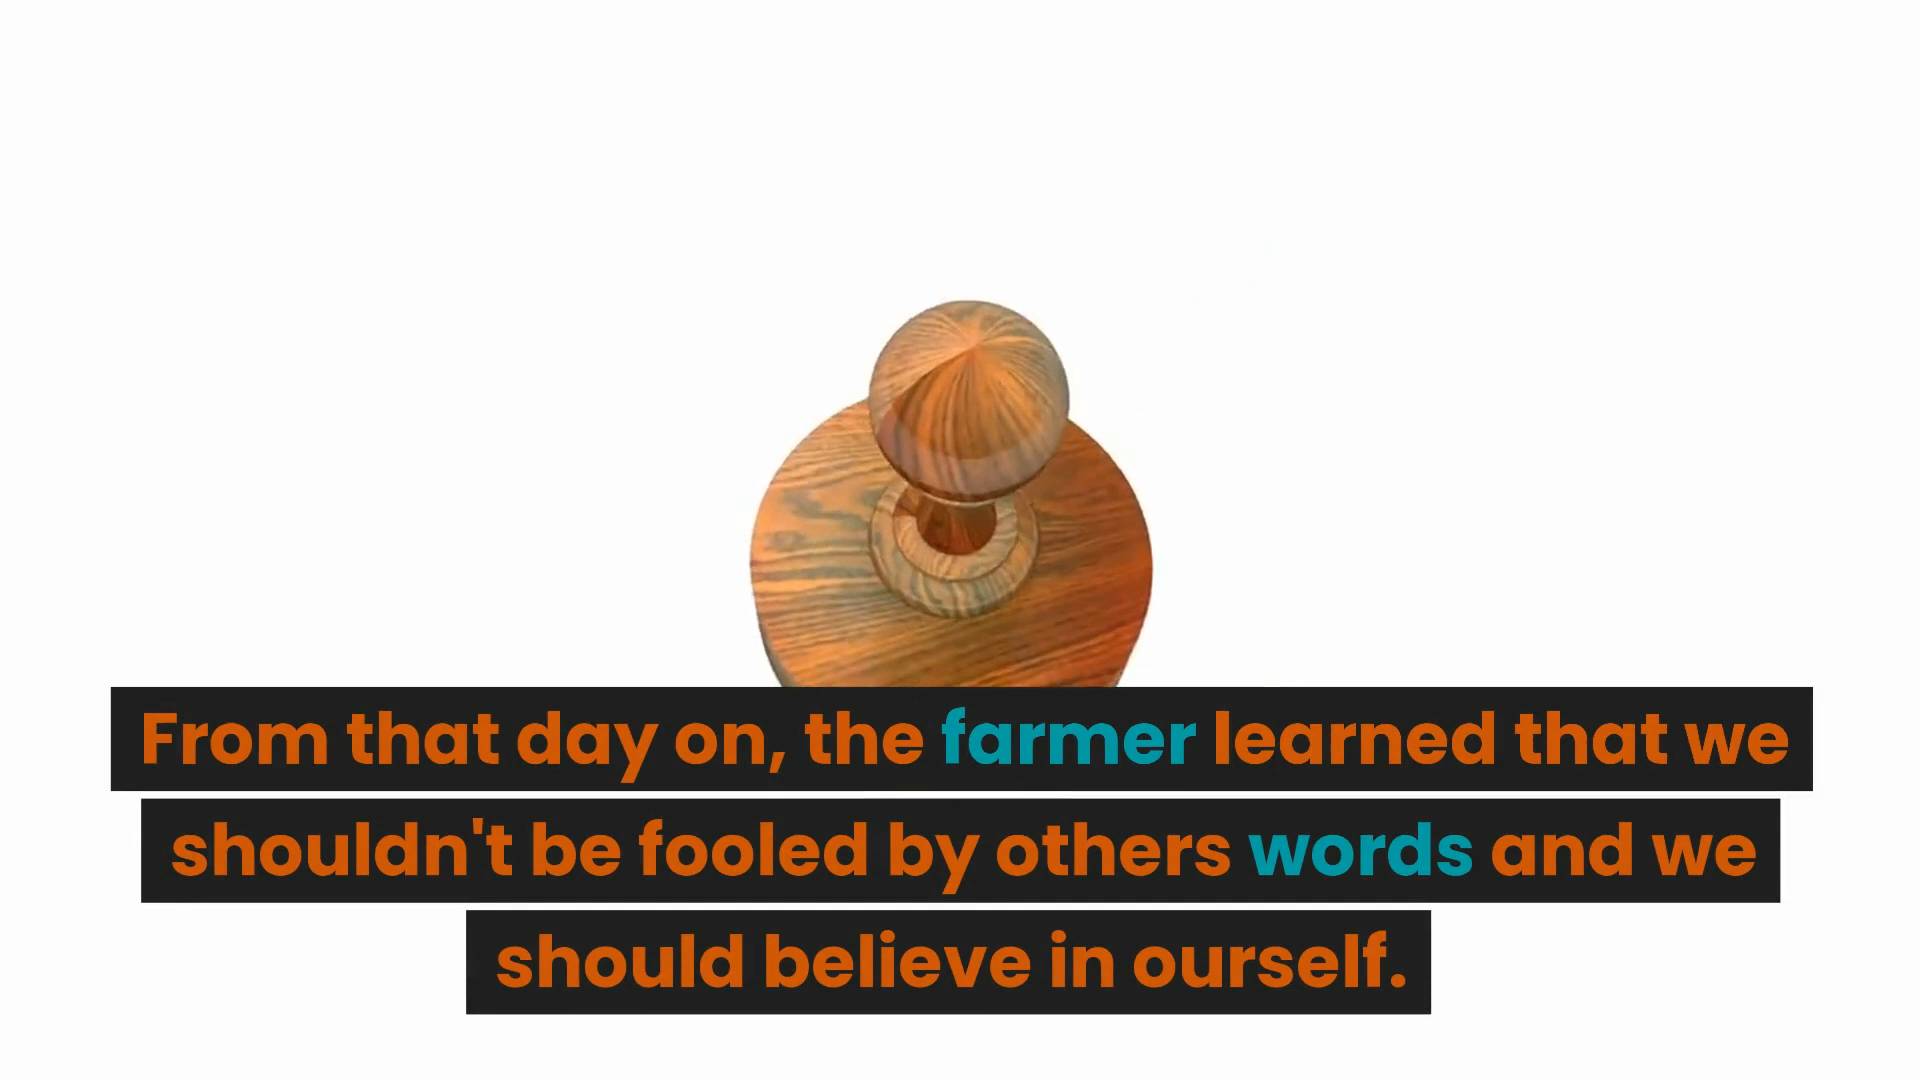 From that day on, the farmer learned that we
shouldn't be fooled by others words and we
should believe in ourself.